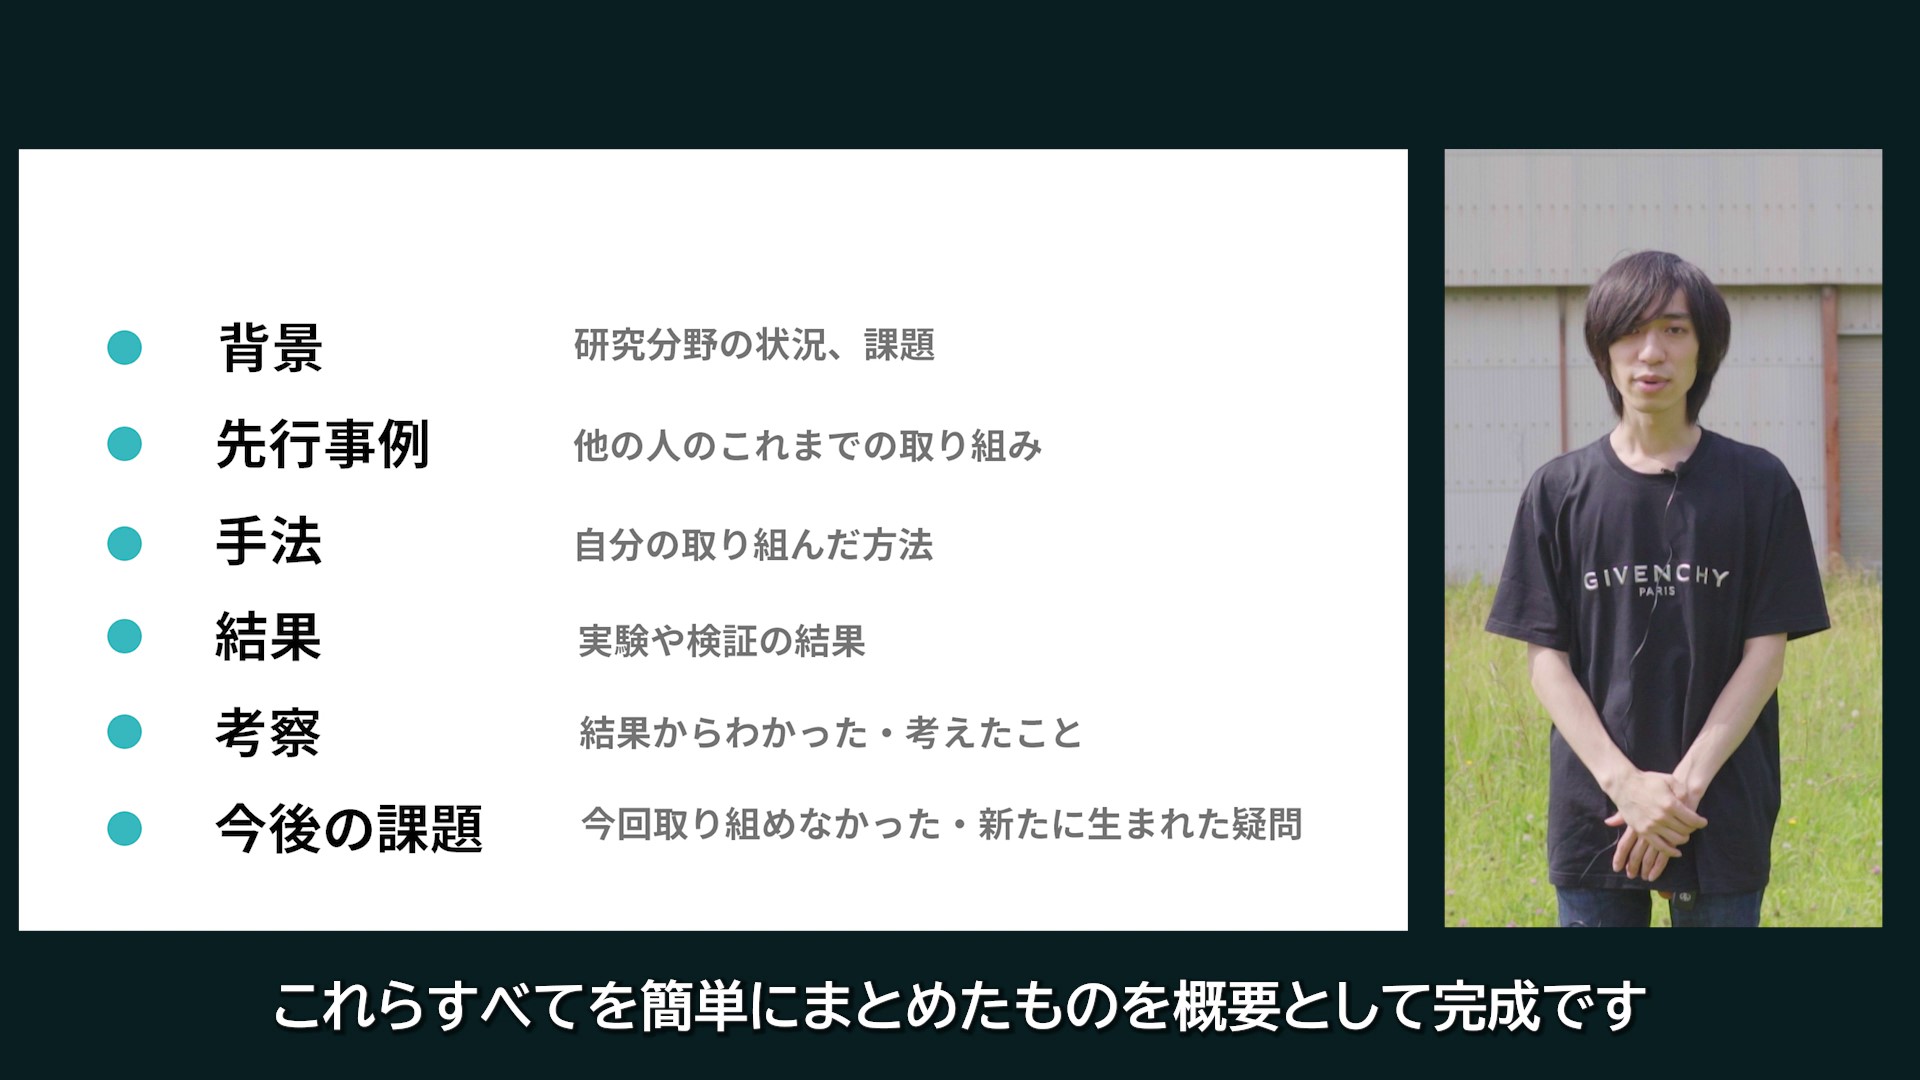 背景 研究分野の状況、課題
先行事例 他の人のこれまでの取り組み
手法 自分の取り組んだ方法
結果 実験や検証の結果
考察 結果からわかった・考えたこと
今後の課題 今回取り組めなかった・新たに生まれた疑問
GIVENCHY
PARIS
これらすべてを簡単にまとめたものを概要として完成です